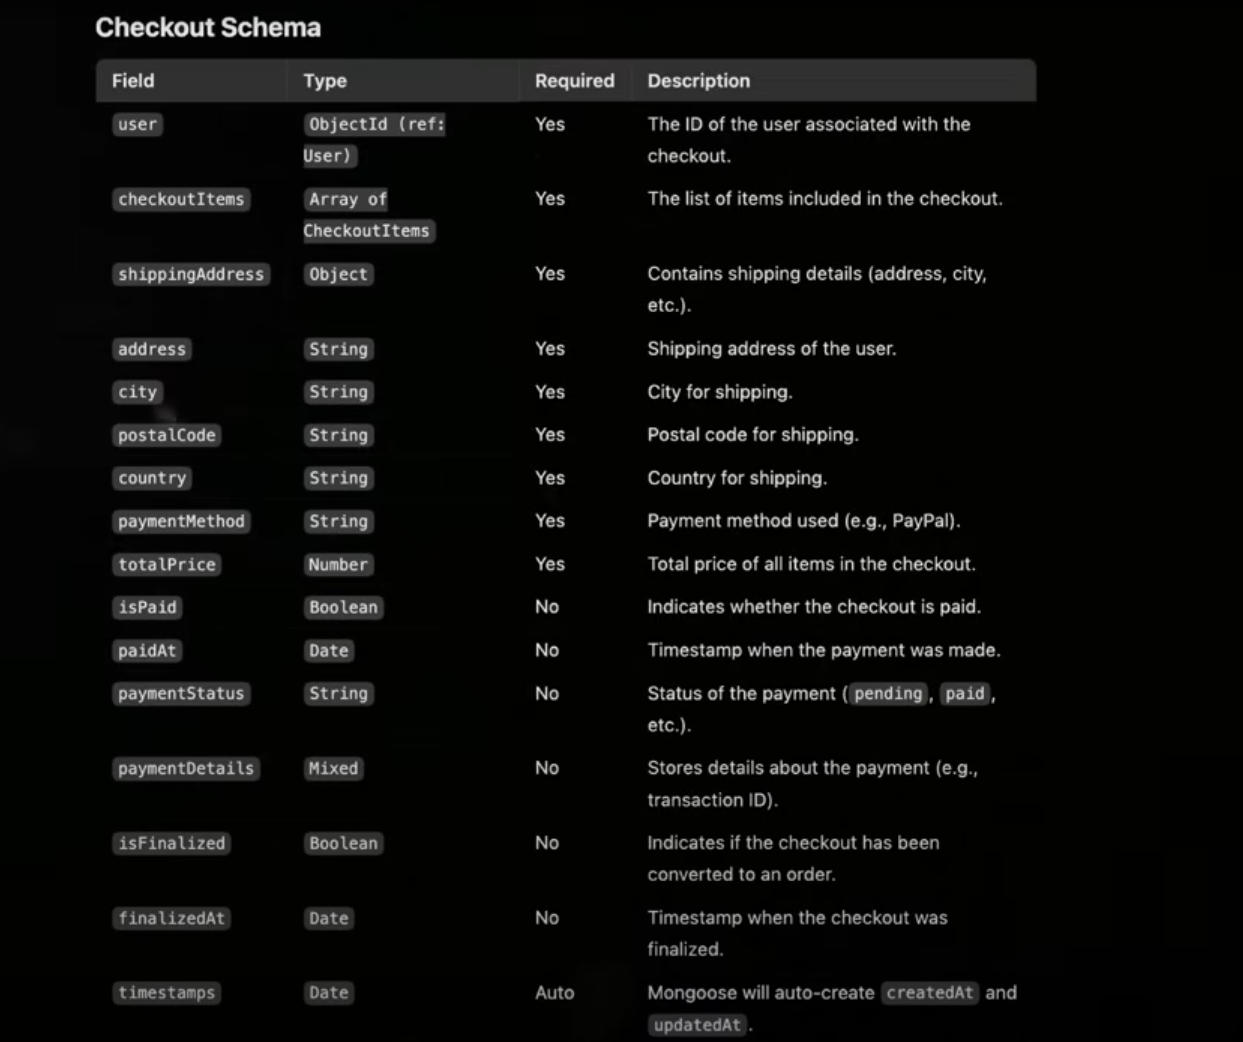 Checkout Schema
Field Type Required Description
user ObjectId (ref: Yes The ID of the user associated with the
User) checkout.
checkoutItems Array of Yes The list of items included in the checkout.
CheckoutItems
shippingAddress Object Yes Contains shipping details (address, city,
etc.).
address String Yes Shipping address of the user.
city String Yes City for shipping.
postalCode String Yes Postal code for shipping.
country String Yes Country for shipping.
paymentMethod String Yes Payment method used (e.g., PayPal).
totalPrice Number Yes Total price of all items in the checkout.
isPaid Boolean No Indicates whether the checkout is paid.
paidAt Date No Timestamp when the payment was made.
paymentStatus String No Status of the payment ( pending , paid ,
etc.).
paymentDetails Mixed No Stores details about the payment (e.g.,
transaction ID).
isFinalized Boolean No Indicates if the checkout has been
converted to an order.
finalizedAt Date No Timestamp when the checkout was
finalized.
timestamps Date Auto Mongoose will auto-create createdAt and
updatedAt .